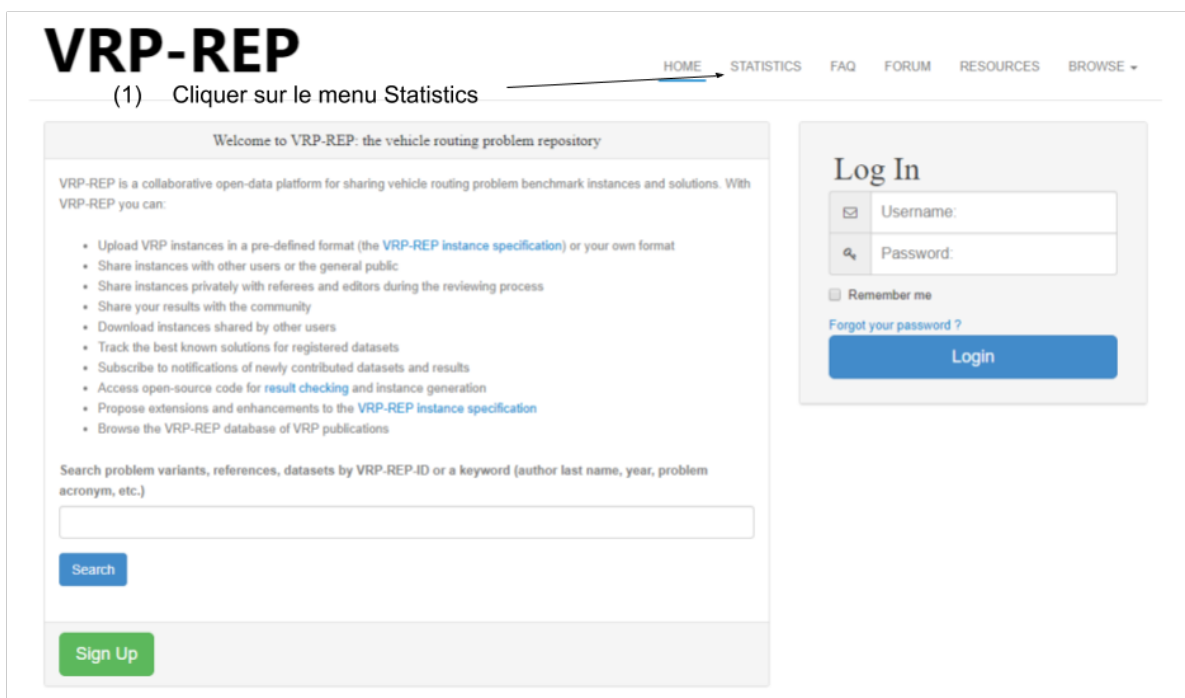 VRP-REP
HOME STATISTICS FAQ FORUM RESOURCES BROWSE
(1) Cliquer sur le menu Statistics
Welcome to VRP-REP: the vehicle routing problem repository
VRP-REP is a collaborative open-data platform for sharing vehicle routing problem benchmark instances and solutions. With
VRP-REP you can:
• Upload VRP instances in a pre-defined format (the VRP-REP instance specification) or your own format
• Share instances with other users or the general public
• Share instances privately with referees and editors during the reviewing process
• Share your results with the community
• Download instances shared by other users
• Track the best known solutions for registered datasets
• Subscribe to notifications of newly contributed datasets and results
• Access open-source code for result checking and instance generation
• Propose extensions and enhancements to the VRP-REP instance specification
• Browse the VRP-REP database of VRP publications
Search problem variants, references, datasets by VRP-REP-ID or a keyword (author last name, year, problem
acronym, etc.)
Search
Sign Up
Log In
Username:
Password:
Remember me
Forgot your password ?
Login